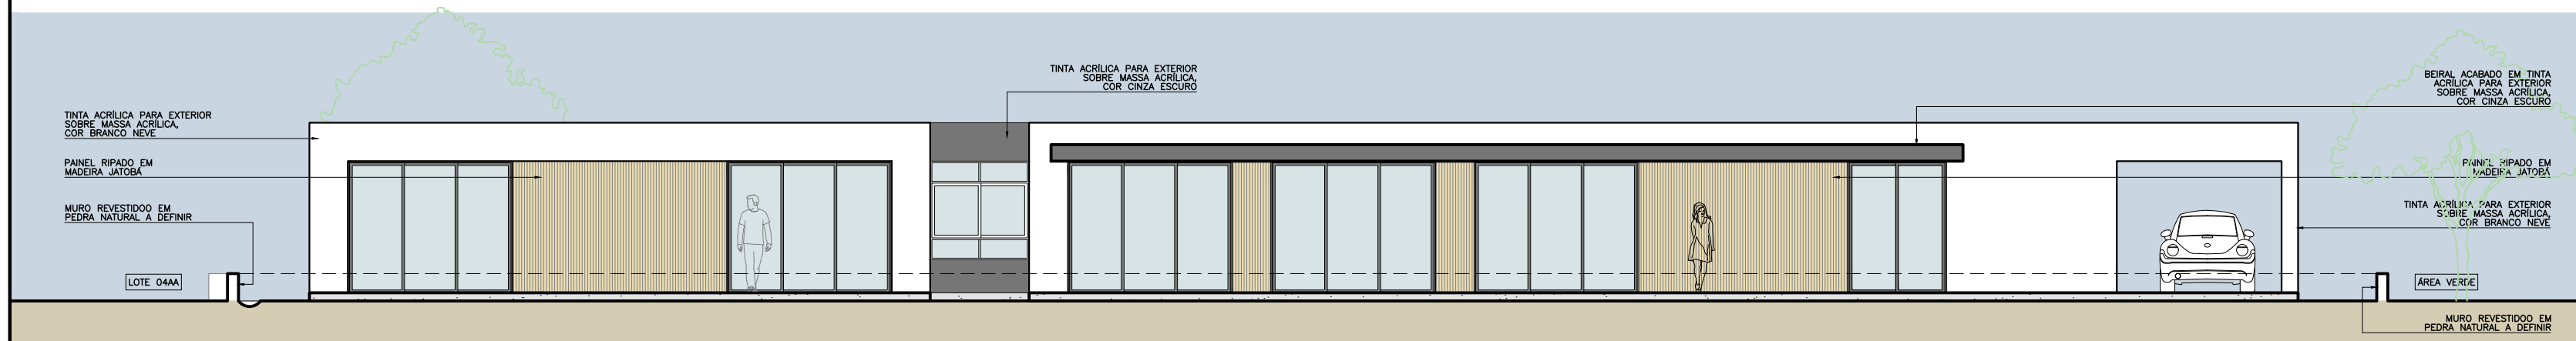 TINTA ACRÍLICA PARA EXTERIOR
SOBRE MASSA ACRÍLICA,
COR BRANCO NEVE
PAINEL RIPADO EM
MADEIRA JATOBÁ
MURO REVESTIDOO EM
PEDRA NATURAL A DEFINIR
LOTE 04AA
TINTA ACRÍLICA PARA EXTERIOR
SOBRE MASSA ACRÍLICA,
COR CINZA ESCURO
BEIRAL ACABADO EM TINTA
ACRÍLICA PARA EXTERIOR
SOBRE MASSA ACRÍLICA,
COR CINZA ESCURO
PAINEL RIPADO EM
MADEIRA JATOBÁ
TINTA ACRÍLICA PARA EXTERIOR
SOBRE MASSA ACRÍLICA,
COR BRANCO NEVE
ÁREA VERDE
MURO REVESTIDOO EM
PEDRA NATURAL A DEFINIR